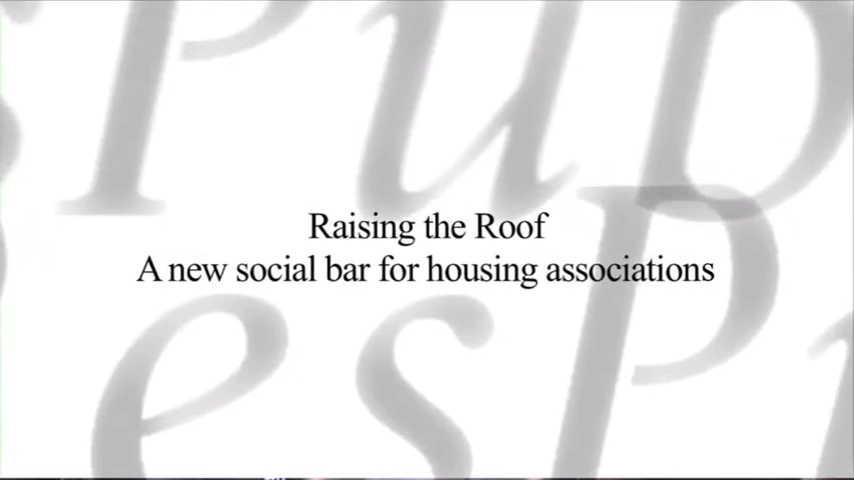 Raising the Roof
A new social bar for housing associations